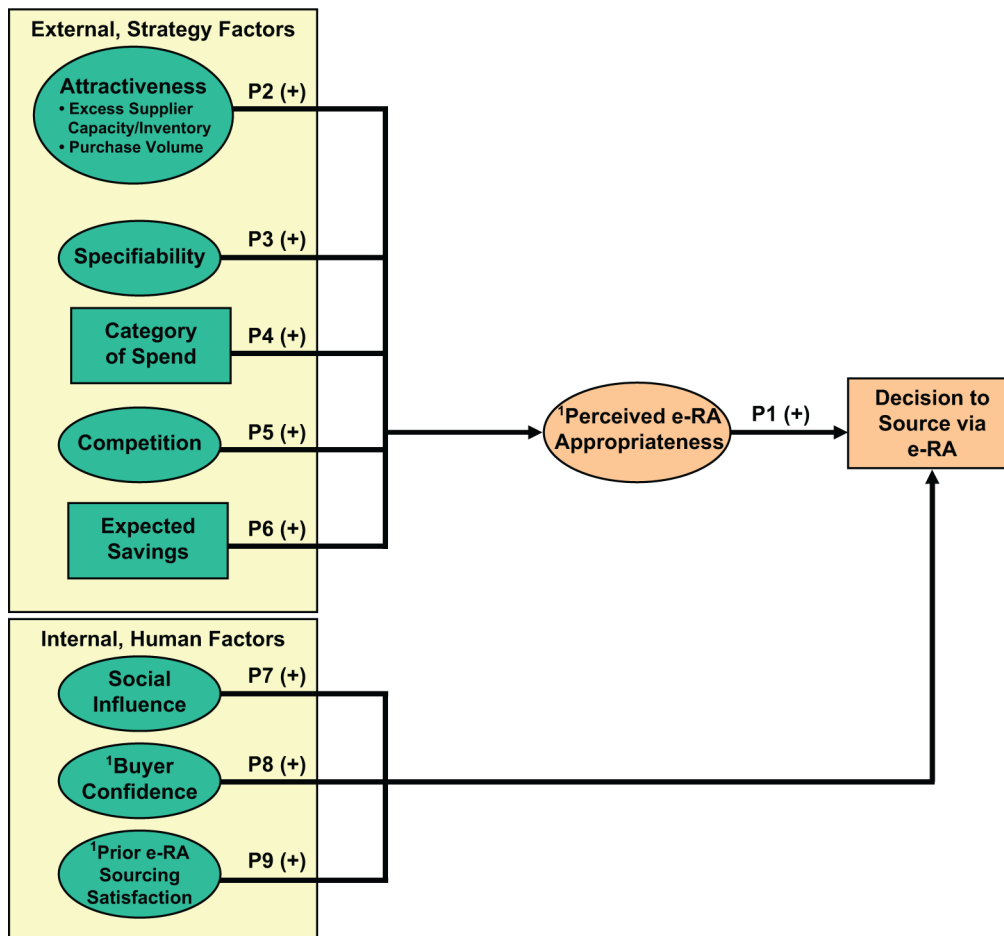 External, Strategy Factors
Attractiveness
• Excess Supplier
Capacity/Inventory
• Purchase Volume
P2 (+)
Specifiability
P3 (+)
Category
of Spend
P4 (+)
Competition
P5 (+)
Expected
Savings
P6 (+)
¹Perceived e-RA
Appropriateness
P1 (+)
Decision to
Source via
e-RA
Internal, Human Factors
Social
Influence
P7 (+)
¹Buyer
Confidence
P8 (+)
¹Prior e-RA
Sourcing
Satisfaction
P9 (+)